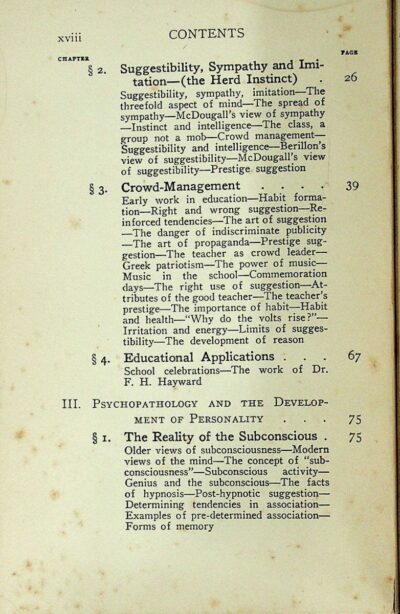 xviii CONTENTS
CHAPTER PAGE
§ 2. Suggestibility, Sympathy and Imi-
tation—(the Herd Instinct) . 26
Suggestibility, sympathy, imitation—The
threefold aspect of mind—The spread of
sympathy—McDougall's view of sympathy
—Instinct and intelligence—The class, a
group not a mob—Crowd management—
Suggestibility and intelligence—Berillon's
view of suggestibility—McDougall's view
of suggestibility—Prestige suggestion
§ 3. Crowd-Management . . . . 39
Early work in education—Habit forma-
tion—Right and wrong suggestion—Re-
inforced tendencies—The art of suggestion
—The danger of indiscriminate publicity
—The art of propaganda—Prestige sug-
gestion—The teacher as crowd leader—
Greek patriotism—The power of music—
Music in the school—Commemoration
days—The right use of suggestion—At-
tributes of the good teacher—The teacher's
prestige—The importance of habit—Habit
and health—"Why do the volts rise?"—
Irritation and energy—Limits of sugges-
tibility—The development of reason
§ 4. Educational Applications . . . 67
School celebrations—The work of Dr.
F. H. Hayward
III. PSYCHOPATHOLOGY AND THE DEVELOP-
MENT OF PERSONALITY . . . 75
§ 1. The Reality of the Subconscious . 75
Older views of subconsciousness—Modern
views of the mind—The concept of "sub-
consciousness"—Subconscious activity—
Genius and the subconscious—The facts
of hypnosis—Post-hypnotic suggestion—
Determining tendencies in association—
Examples of pre-determined association—
Forms of memory